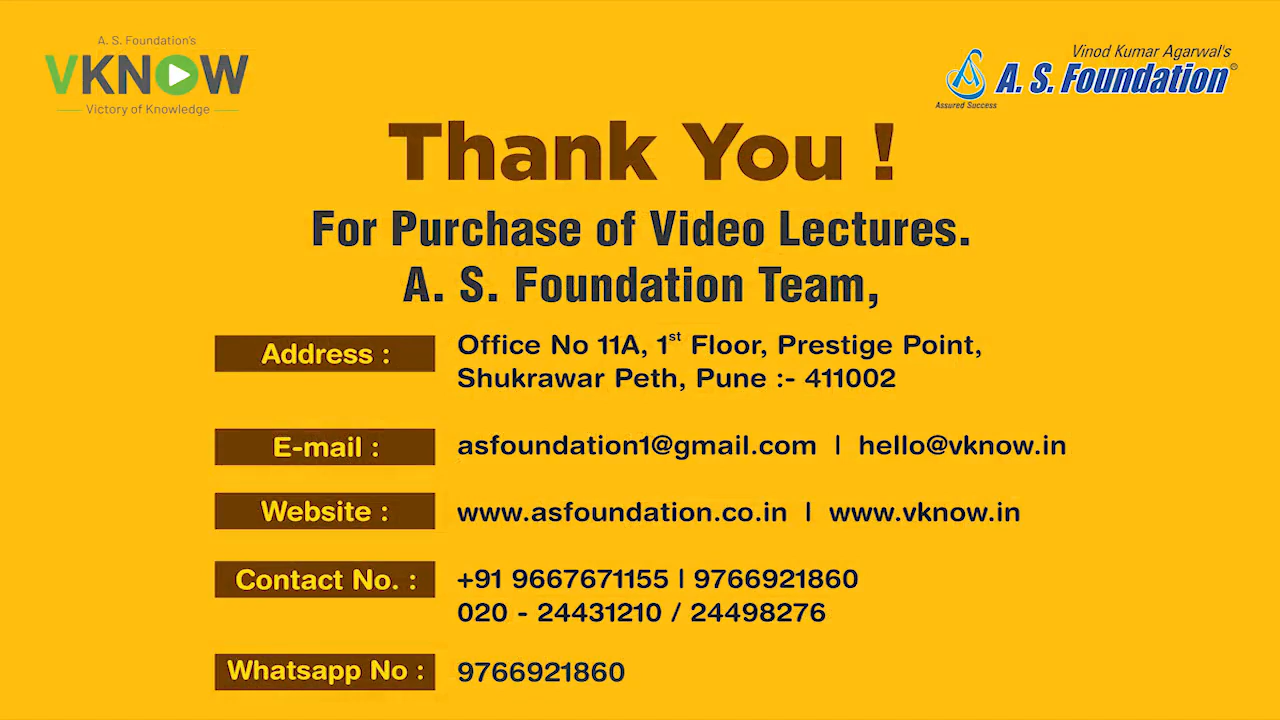 A. S. Foundation's
VKNOW
Victory of Knowledge
Vinod Kumar Agarwal's
A. S. Foundation®
Assured Success
Thank You !
For Purchase of Video Lectures.
A. S. Foundation Team,
Address : Office No 11A, 1st Floor, Prestige Point,
Shukrawar Peth, Pune :- 411002
E-mail : asfoundation1@gmail.com | hello@vknow.in
Website : www.asfoundation.co.in | www.vknow.in
Contact No. : +91 9667671155 | 9766921860
020 - 24431210 / 24498276
Whatsapp No : 9766921860